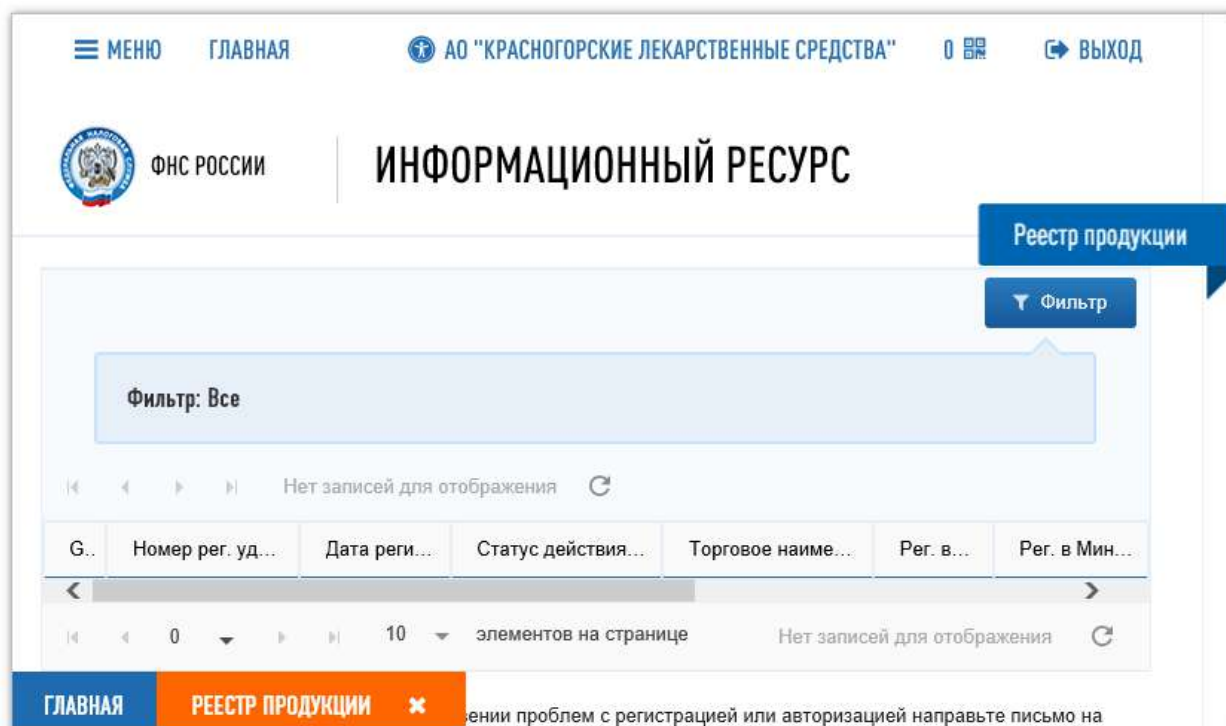 МЕНЮ ГЛАВНАЯ АО "КРАСНОГОРСКИЕ ЛЕКАРСТВЕННЫЕ СРЕДСТВА" 0 ВЫХОД
ФНС РОССИИ ИНФОРМАЦИОННЫЙ РЕСУРС
Реестр продукции
Фильтр
Фильтр: Все
Нет записей для отображения
G.. Номер рег. уд... Дата реги... Статус действия... Торговое наиме... Рег. в... Рег. в Мин...
0 10 элементов на странице Нет записей для отображения
ГЛАВНАЯ РЕЕСТР ПРОДУКЦИИ
ении проблем с регистрацией или авторизацией направьте письмо на